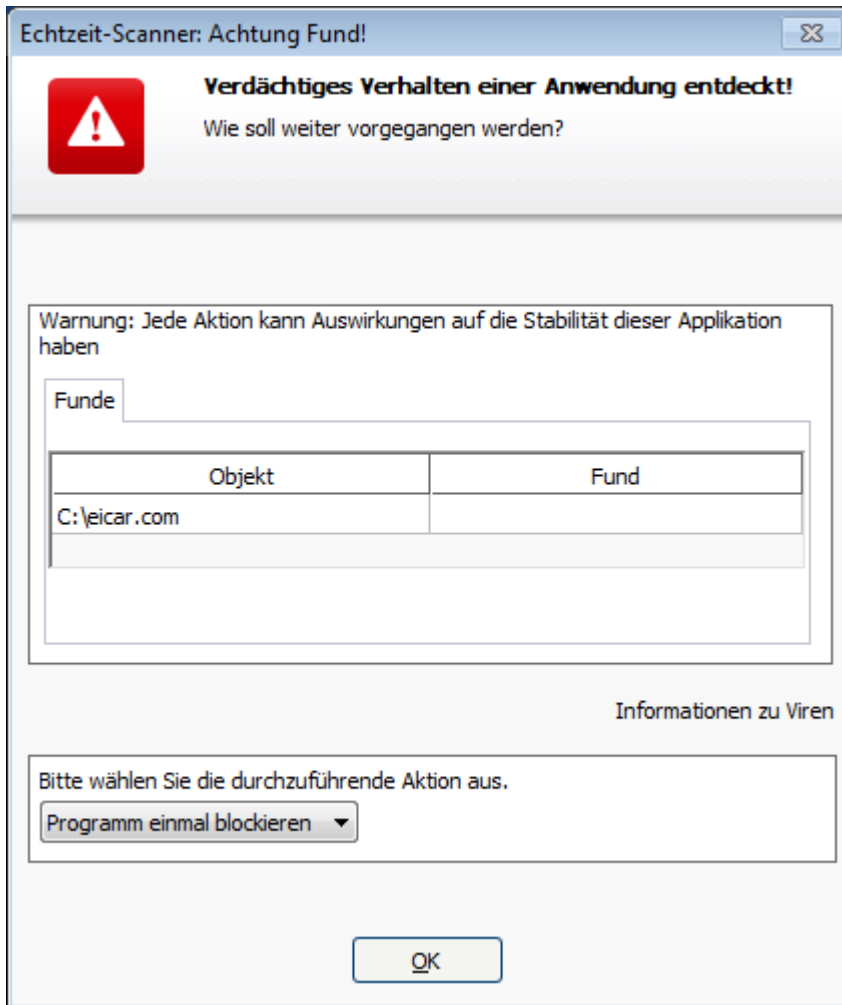 Echtzeit-Scanner: Achtung Fund!
Verdächtiges Verhalten einer Anwendung entdeckt!
Wie soll weiter vorgegangen werden?
Warnung: Jede Aktion kann Auswirkungen auf die Stabilität dieser Applikation
haben
Funde
Objekt Fund
C:\eicar.com
Informationen zu Viren
Bitte wählen Sie die durchzuführende Aktion aus.
Programm einmal blockieren
OK